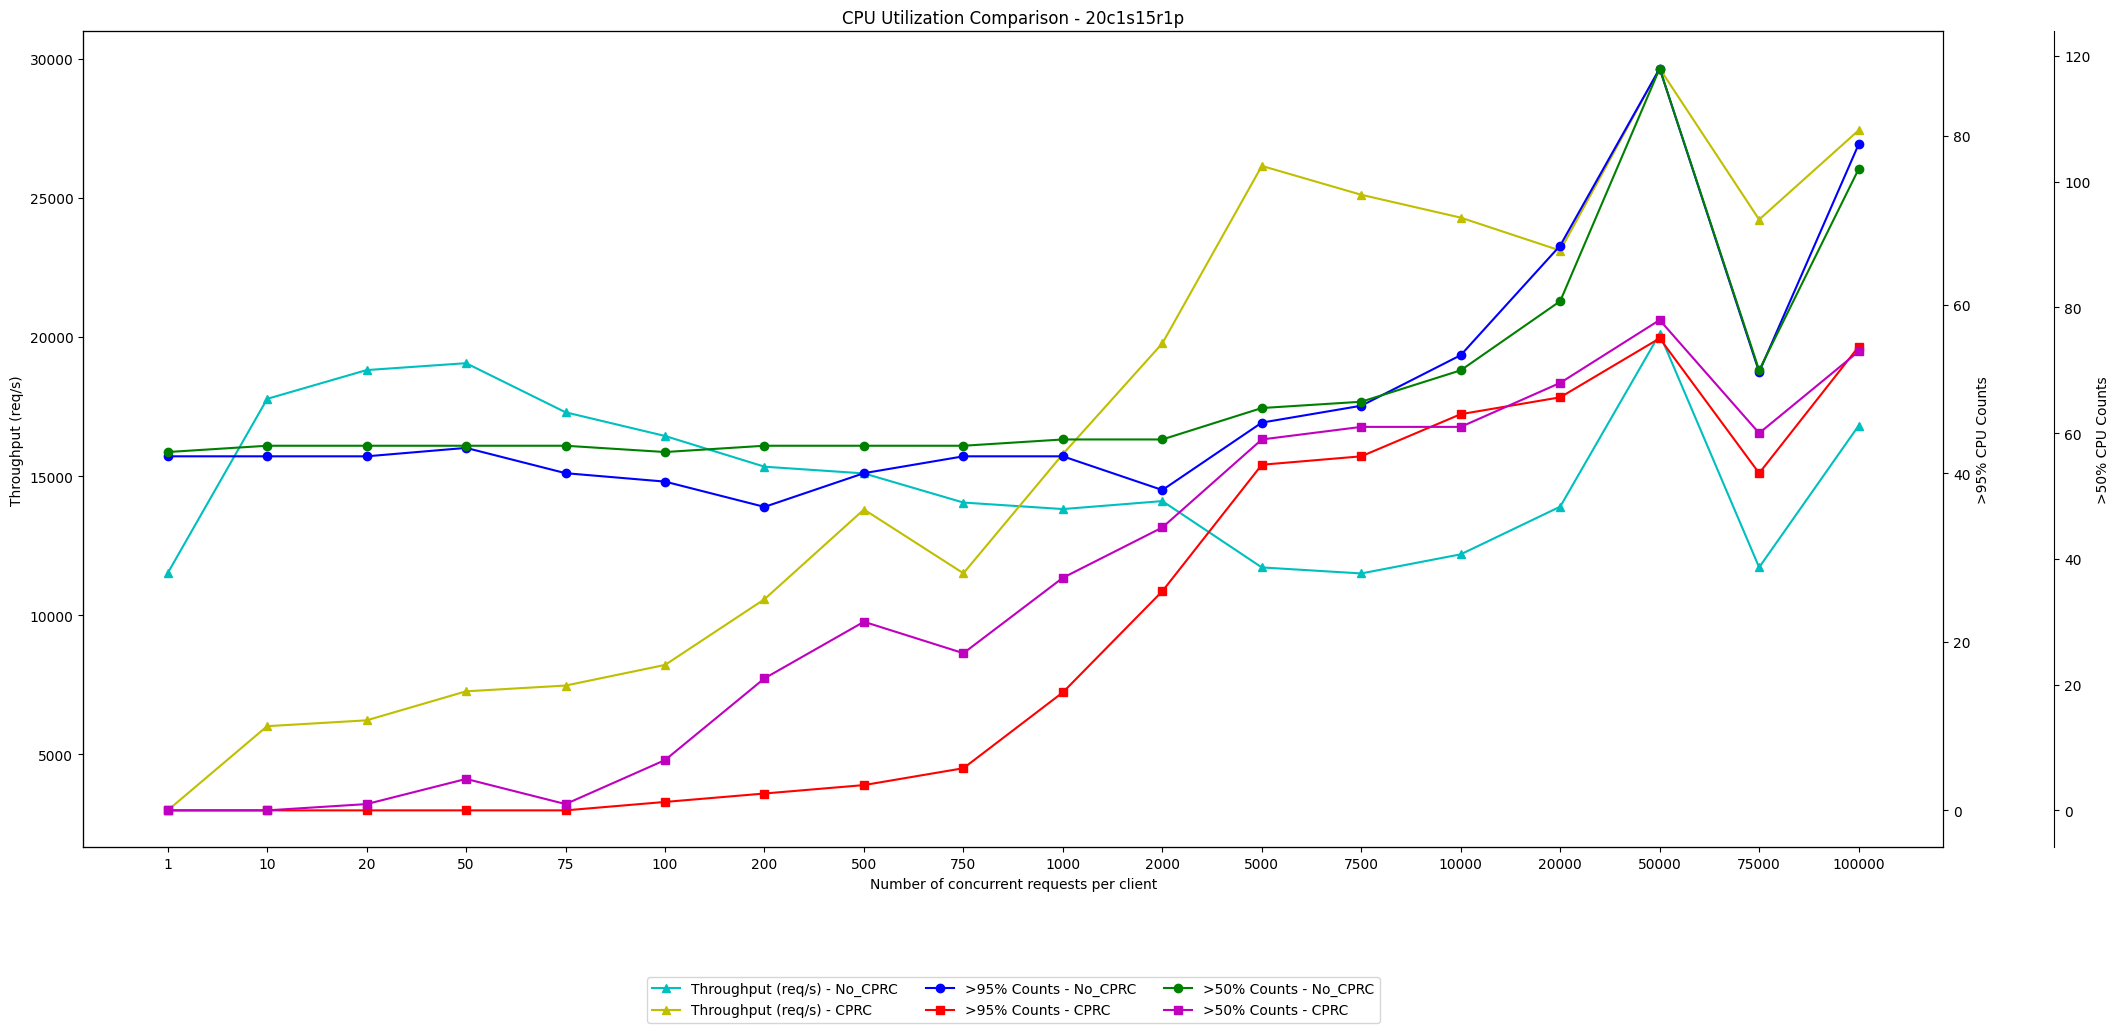 CPU Utilization Comparison - 20c1s15r1p
Throughput (req/s)
30000
25000
20000
15000
10000
5000
80
60
40
20
0
>95% CPU Counts
120
100
80
60
40
20
0
>50% CPU Counts
1 10 20 50 75 100 200 500 750 1000 2000 5000 7500 10000 20000 50000 75000 100000
Number of concurrent requests per client
Throughput (req/s) - No_CPRC >95% Counts - No_CPRC >50% Counts - No_CPRC
Throughput (req/s) - CPRC >95% Counts - CPRC >50% Counts - CPRC